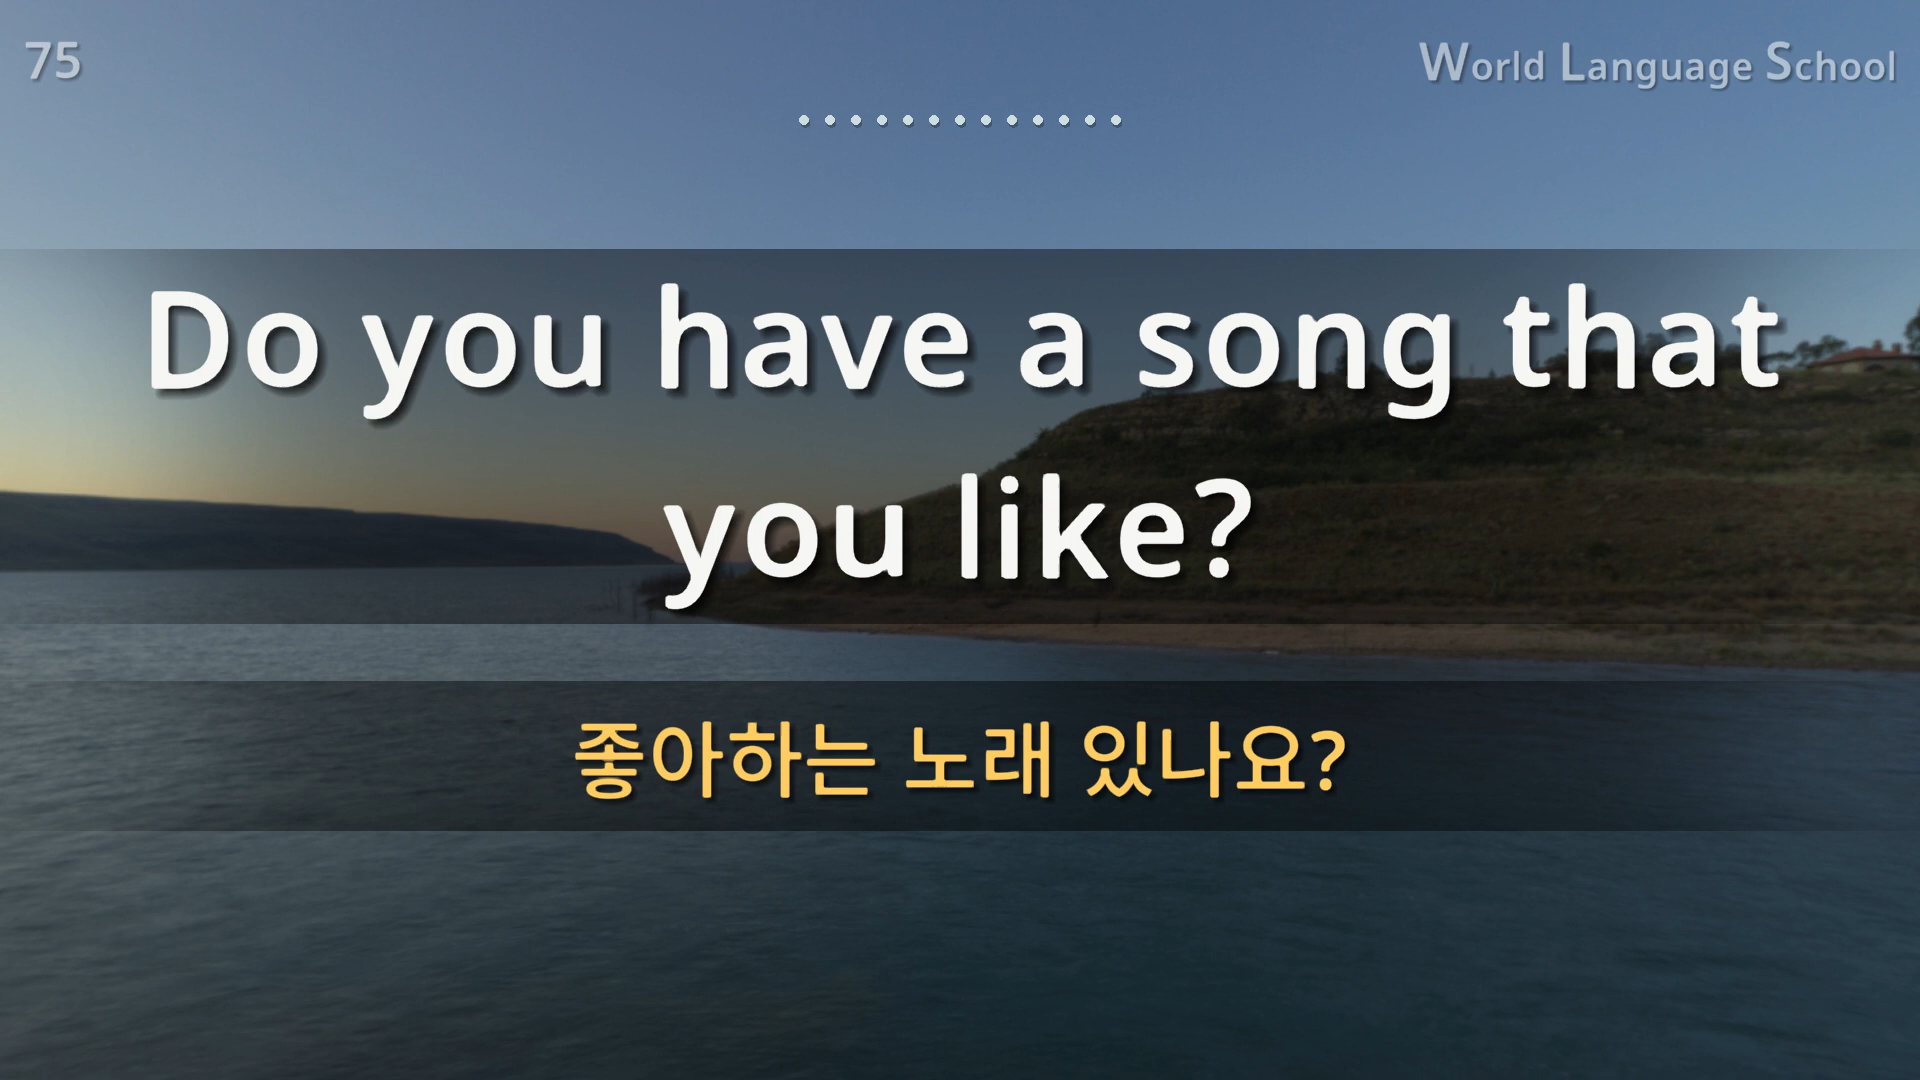 75
World Language School
Do you have a song that
you like?
좋아하는 노래 있나요?